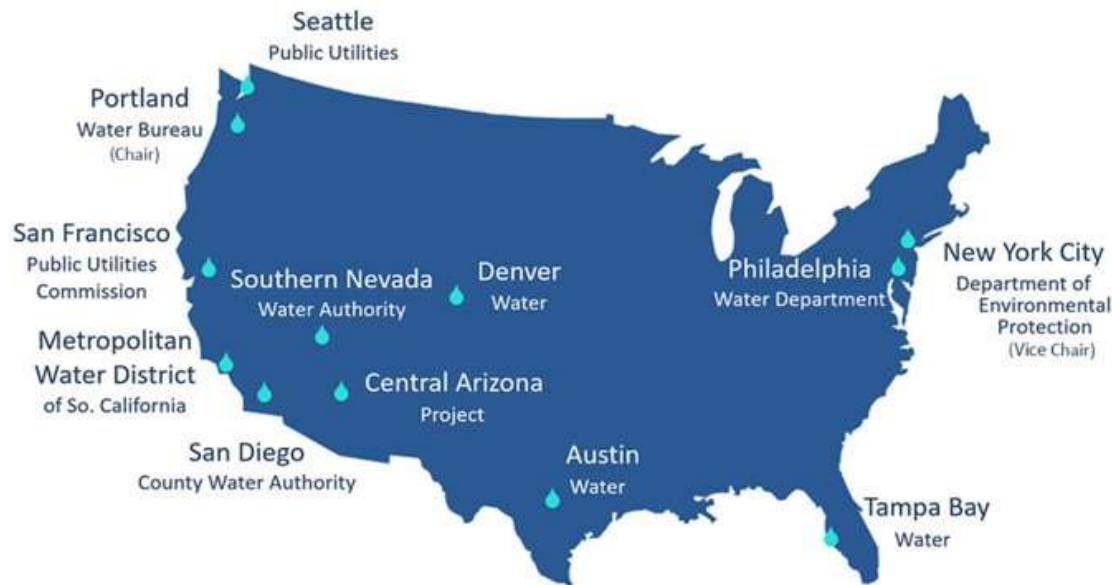 Seattle
Public Utilities
Portland
Water Bureau
(Chair)
San Francisco
Public Utilities
Commission
Southern Nevada
Water Authority
Denver
Water
Philadelphia
Water Department
New York City
Department of
Environmental
Protection
(Vice Chair)
Metropolitan
Water District
of So. California
Central Arizona
Project
San Diego
County Water Authority
Austin
Water
Tampa Bay
Water